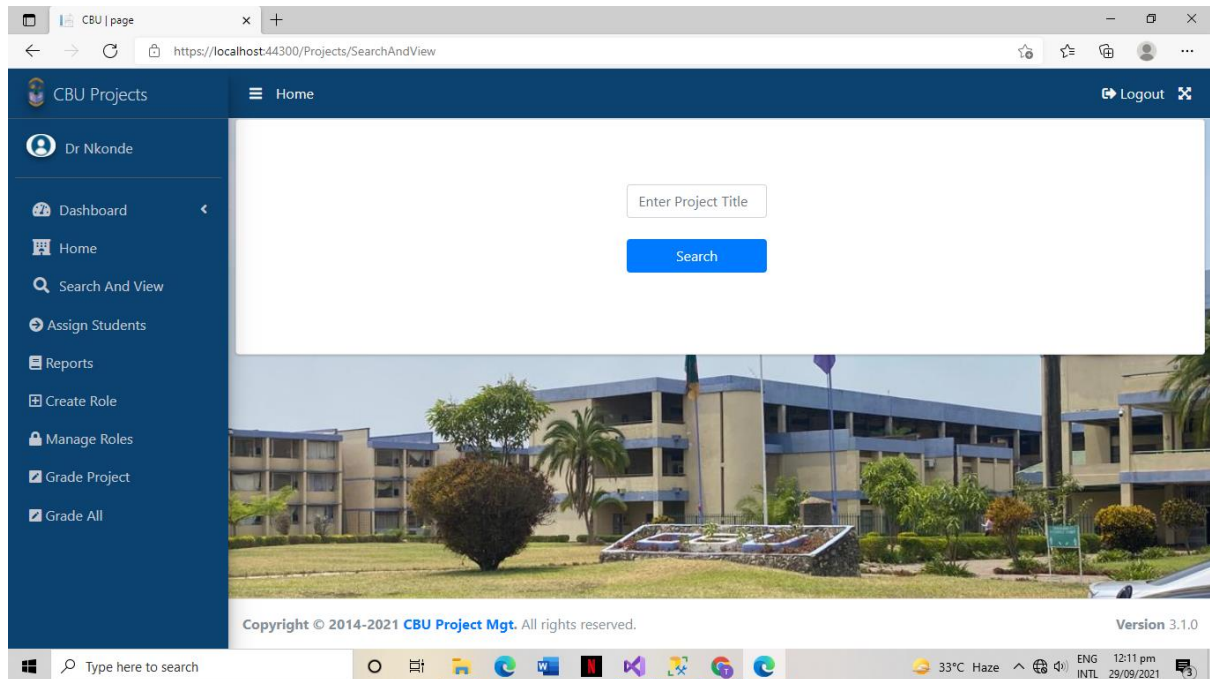 CBU | page
https://localhost:44300/Projects/SearchAndView
CBU Projects
Home
Logout
Dr Nkonde
Dashboard
Home
Search And View
Assign Students
Reports
Create Role
Manage Roles
Grade Project
Grade All
Enter Project Title
Search
CBU
Copyright © 2014-2021 CBU Project Mgt. All rights reserved.
Version 3.1.0
Type here to search
33°C Haze
ENG
INTL
12:11 pm
29/09/2021
3